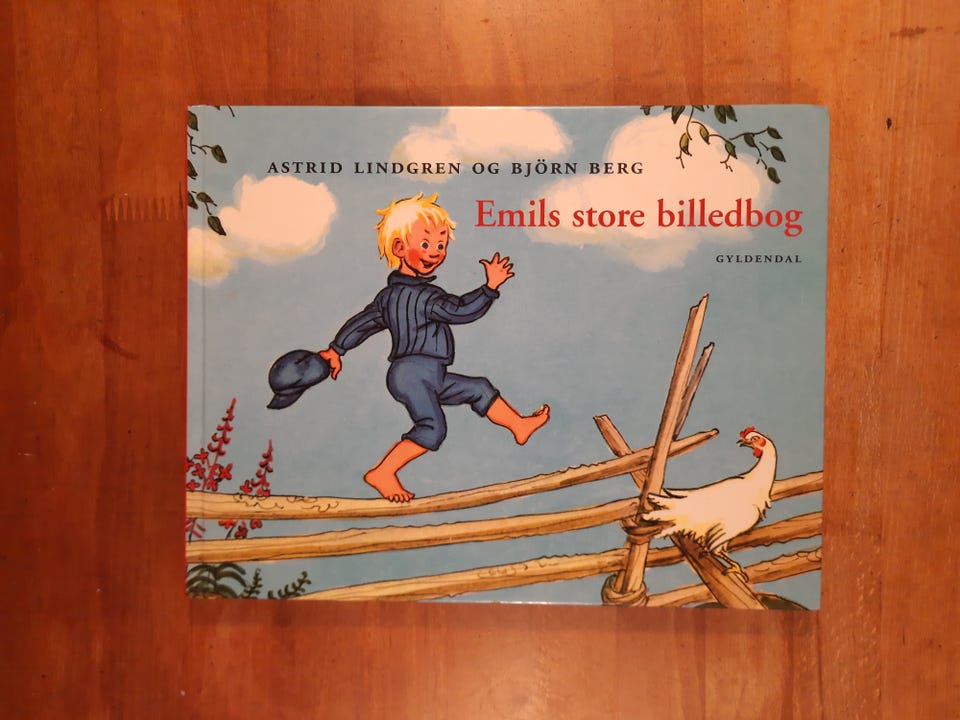 ASTRID LINDGREN OG BJÖRN BERG
Emils store billedbog
GYLDENDAL